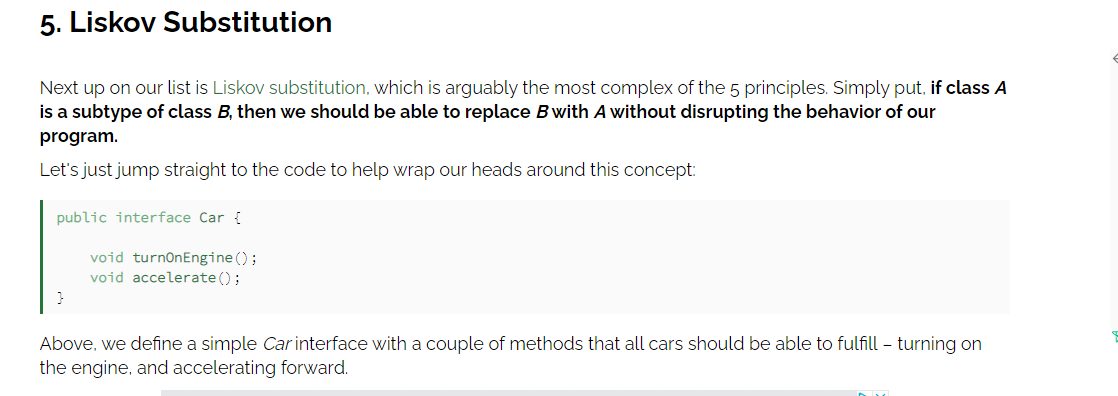 5. Liskov Substitution
Next up on our list is Liskov substitution, which is arguably the most complex of the 5 principles. Simply put, if class A
is a subtype of class B, then we should be able to replace B with A without disrupting the behavior of our
program.
Let's just jump straight to the code to help wrap our heads around this concept:
public interface Car {
void turnOnEngine();
void accelerate();
}
Above, we define a simple Car interface with a couple of methods that all cars should be able to fulfill – turning on
the engine, and accelerating forward.